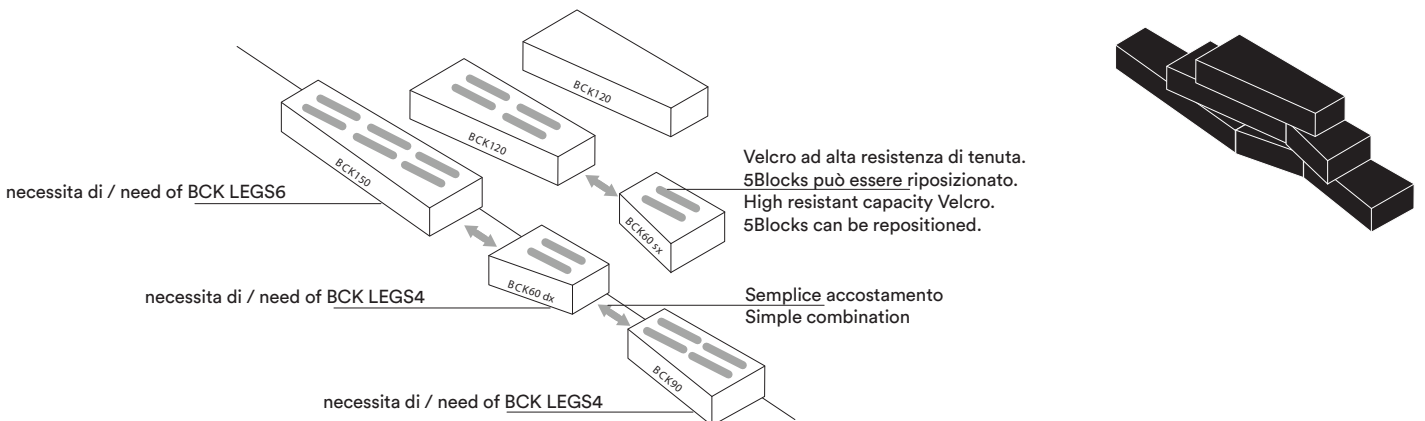 BCK120
BCK120
BCK150
Velcro ad alta resistenza di tenuta.
5Blocks può essere riposizionato.
High resistant capacity Velcro.
5Blocks can be repositioned.
necessita di / need of BCK LEGS6
BCK60 sx
BCK60 dx
necessita di / need of BCK LEGS4
Semplice accostamento
Simple combination
BCK90
necessita di / need of BCK LEGS4